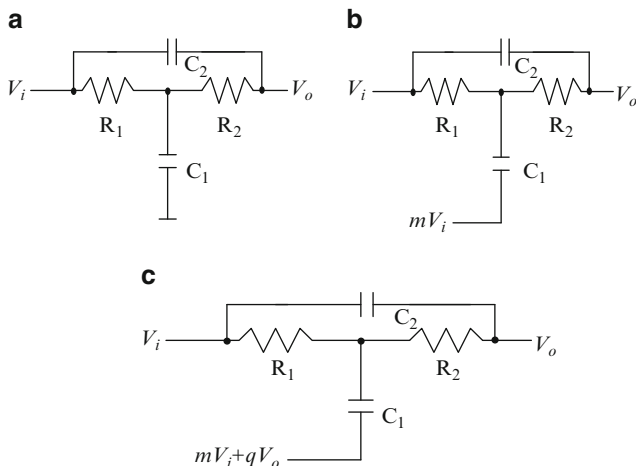 a
C₂
Vᵢ
Vₒ
R₁
R₂
C₁
b
C₂
Vᵢ
Vₒ
R₁
R₂
C₁
mVᵢ
c
C₂
Vᵢ
Vₒ
R₁
R₂
C₁
mVᵢ+qVₒ